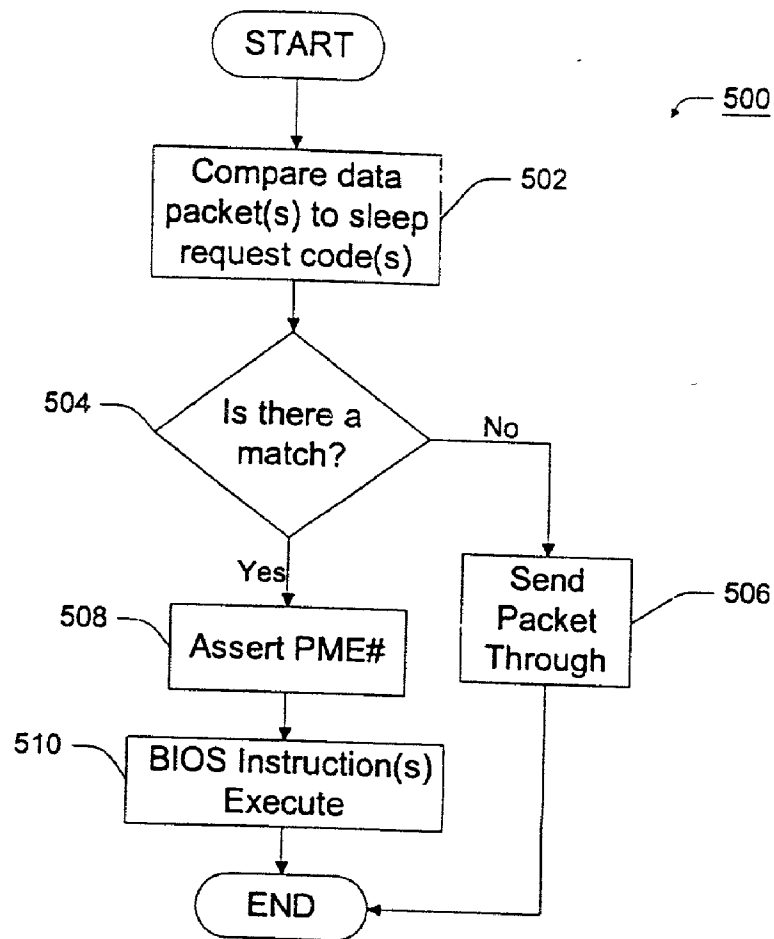 START
500
Compare data
packet(s) to sleep
request code(s)
502
504
Is there a
match?
No
Yes
508
Assert PME#
Send
Packet
Through
506
510
BIOS Instruction(s)
Execute
END